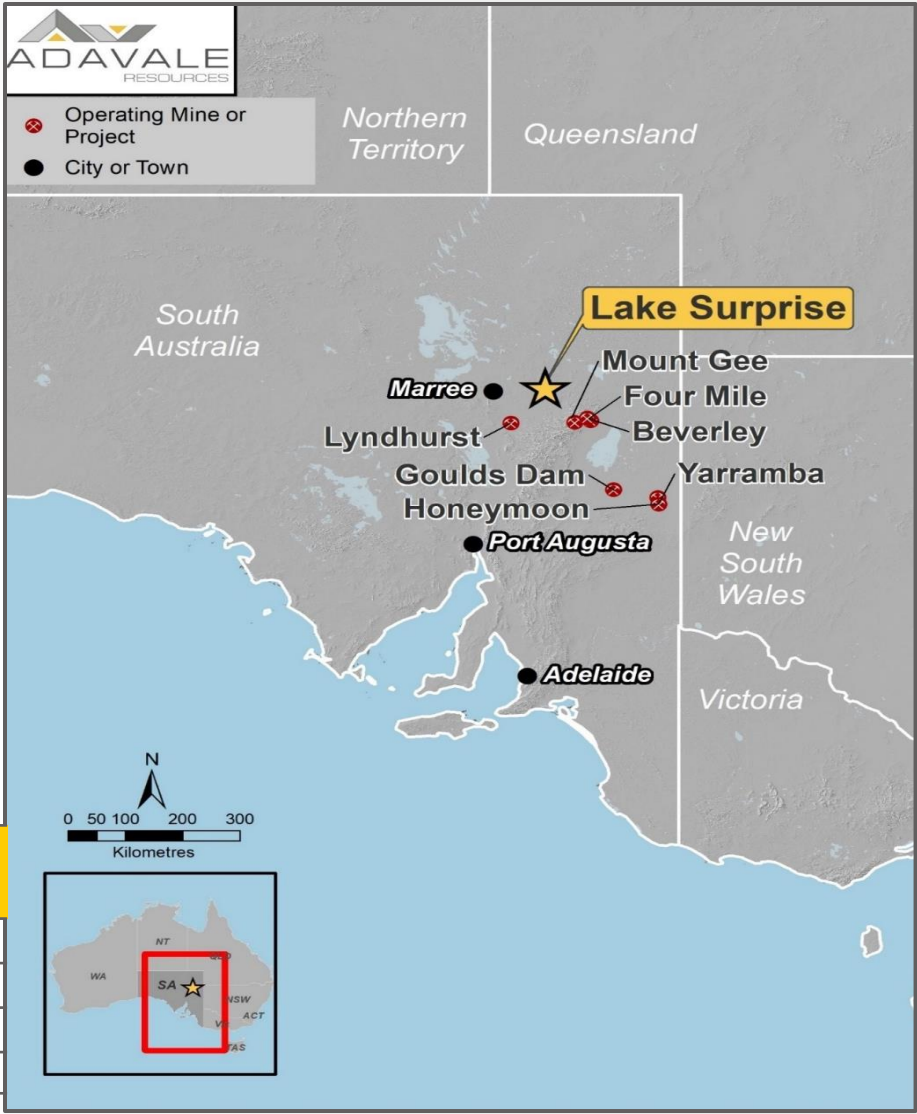 ADAVALE
RESOURCES
Operating Mine or
Project
City or Town
Northern
Territory
Queensland
South
Australia
Lake Surprise
Mount Gee
Marree
Four Mile
Lyndhurst
Beverley
Goulds Dam
Yarramba
Honeymoon
Port Augusta
New
South
Wales
Adelaide
Victoria
N
0 50 100 200 300
Kilometres
NT
WA
SA
NSW
ACT
TAS